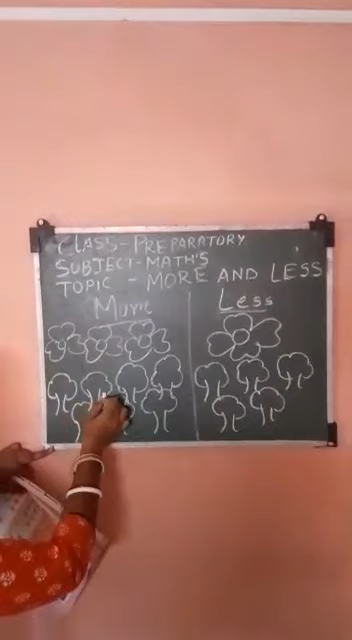 CLASS-PREPARATORY
SUBJECT-MATH'S
TOPIC - MORE AND LESS
More Less